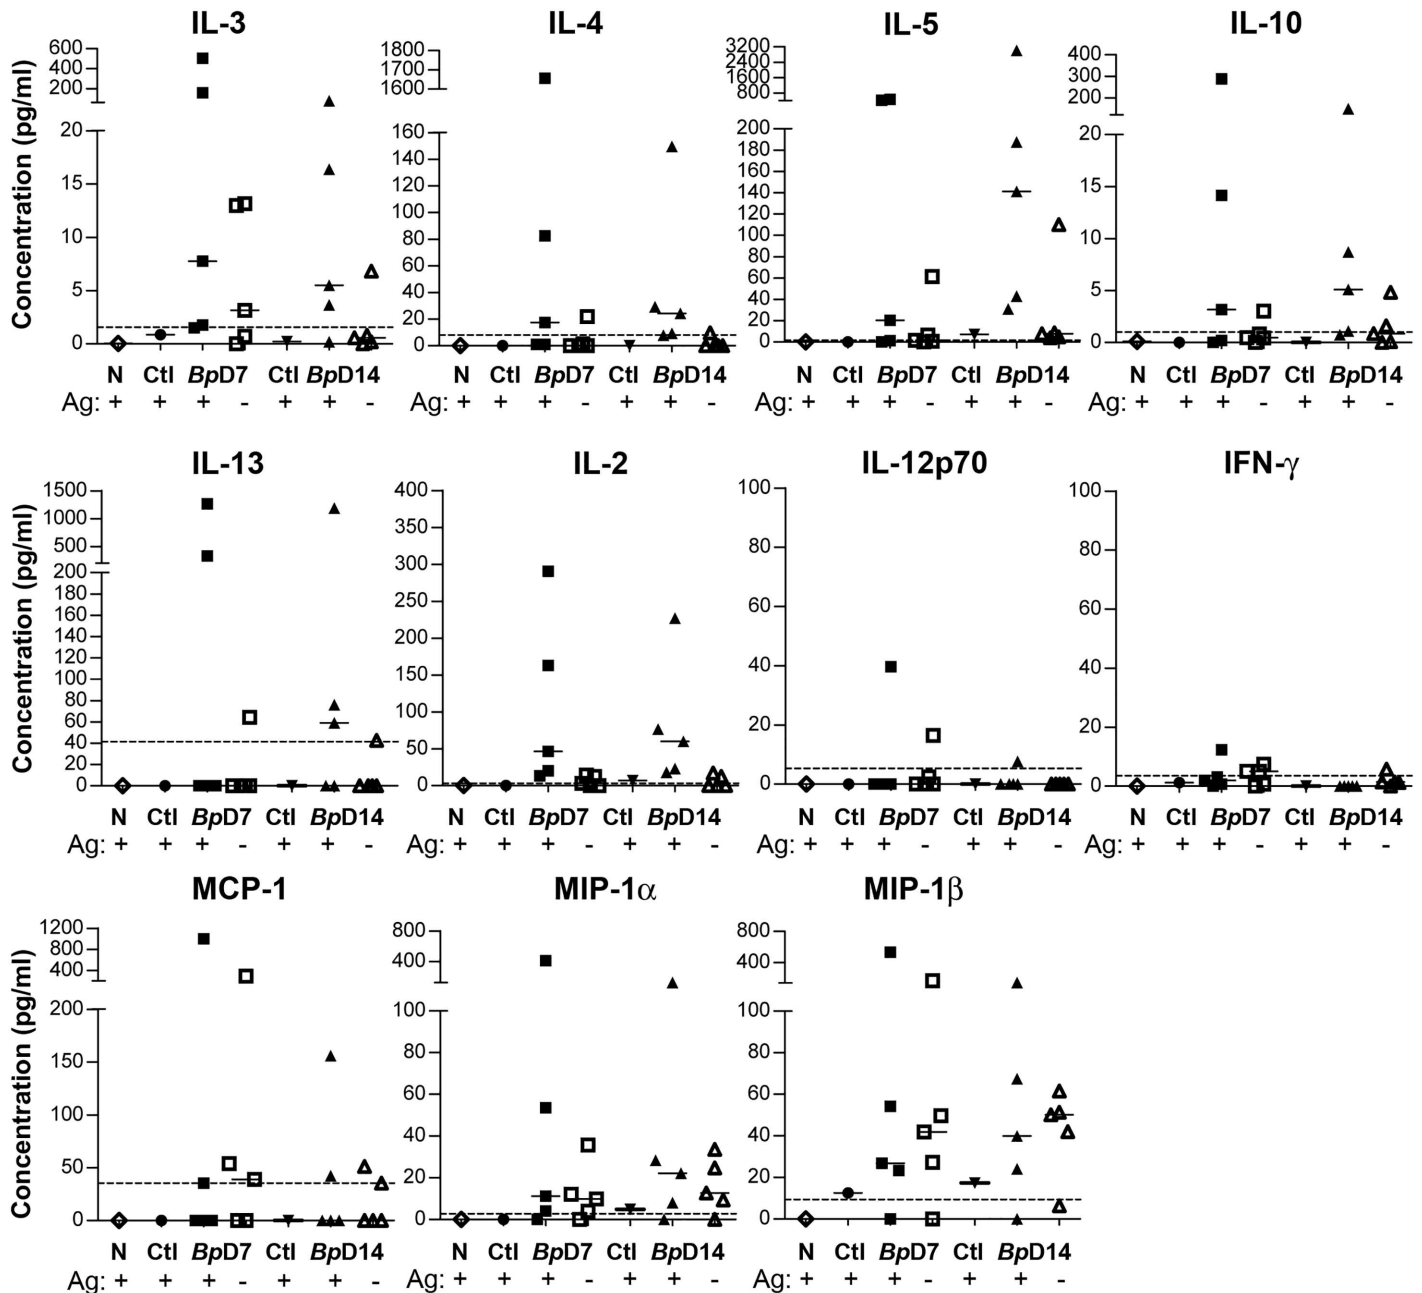 IL-3
Concentration (pg/ml)
600
400
200
20
15
10
5
0
N Ctl BpD7 Ctl BpD14
Ag: + + + - + + -
IL-4
1800
1700
1600
160
140
120
100
80
60
40
20
0
N Ctl BpD7 Ctl BpD14
Ag: + + + - + + -
IL-5
3200
2400
1600
800
200
180
160
140
120
100
80
60
40
20
0
N Ctl BpD7 Ctl BpD14
Ag: + + + - + + -
IL-10
400
300
200
20
15
10
5
0
N Ctl BpD7 Ctl BpD14
Ag: + + + - + + -
IL-13
Concentration (pg/ml)
1500
1000
500
200
180
160
140
120
100
80
60
40
20
0
N Ctl BpD7 Ctl BpD14
Ag: + + + - + + -
IL-2
400
350
300
250
200
150
100
50
0
N Ctl BpD7 Ctl BpD14
Ag: + + + - + + -
IL-12p70
100
80
60
40
20
0
N Ctl BpD7 Ctl BpD14
Ag: + + + - + + -
IFN-γ
100
80
60
40
20
0
N Ctl BpD7 Ctl BpD14
Ag: + + + - + + -
MCP-1
Concentration (pg/ml)
1200
800
400
200
150
100
50
0
N Ctl BpD7 Ctl BpD14
Ag: + + + - + + -
MIP-1α
800
400
100
80
60
40
20
0
N Ctl BpD7 Ctl BpD14
Ag: + + + - + + -
MIP-1β
800
400
100
80
60
40
20
0
N Ctl BpD7 Ctl BpD14
Ag: + + + - + + -